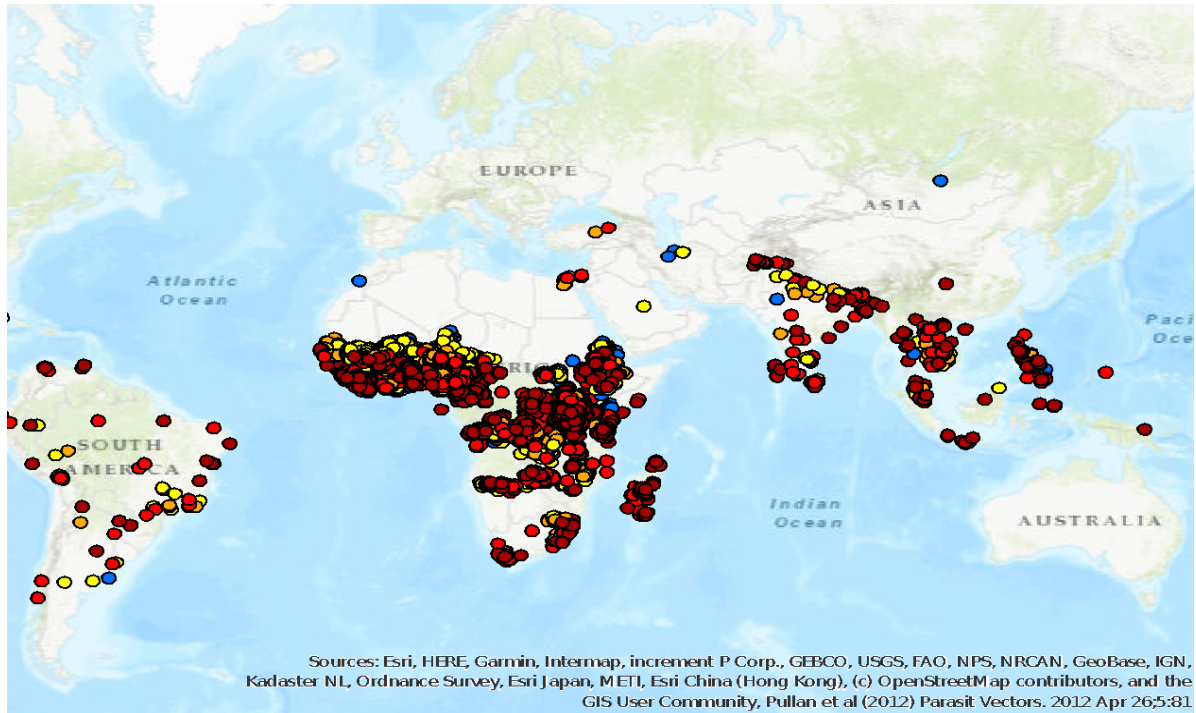 EUROPE
ASIA
Atlantic
Ocean
Paci
Oce
RIC
SOUTH
AMERICA
Indian
Ocean
AUSTRALIA
Sources: Esri, HERE, Garmin, Intermap, increment P Corp., GEBCO, USGS, FAO, NPS, NRCAN, GeoBase, IGN,
Kadaster NL, Ordnance Survey, Esri Japan, METI, Esri China (Hong Kong), (c) OpenStreetMap contributors, and the
GIS User Community, Pullan et al (2012) Parasit Vectors. 2012 Apr 26;5:81